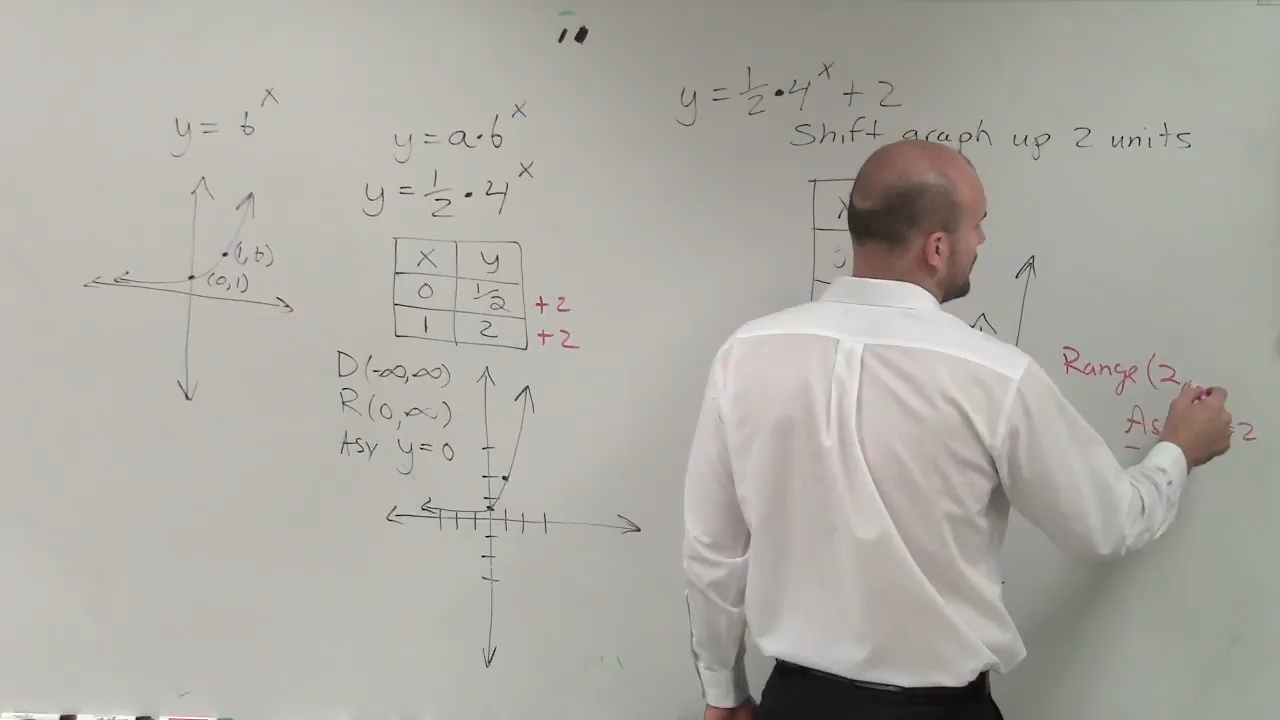 y = b^x
(1, b)
(0, 1)
y = a · b^x
y = 1/2 · 4^x
x y
0 1/2 +2
1 2 +2
D (-∞, ∞)
R (0, ∞)
Asy y = 0
y = 1/2 · 4^x + 2
Shift graph up 2 units
Range (2,